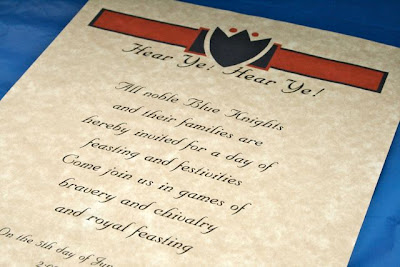 Hear Ye! Hear Ye!
All noble Blue Knights
and their families are
hereby invited for a day of
feasting and festivities
Come join us in games of
bravery and chivalry
and royal feasting
On the 5th day of